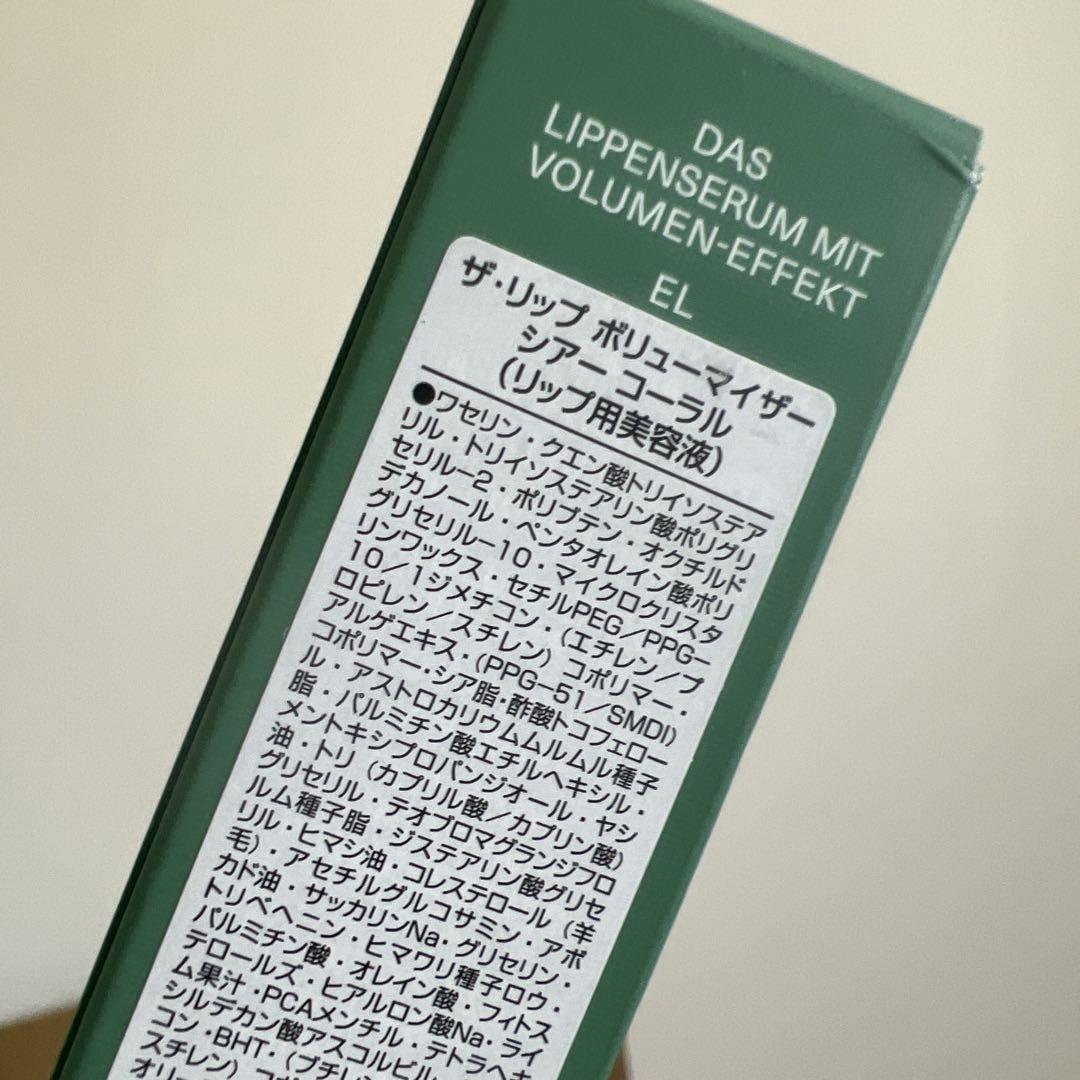 DAS
LIPPENSERUM MIT
VOLUMEN-EFFEKT
EL
ザ・リップ ボリューマイザー
シアー コーラル
(リップ用美容液)
●ワセリン・クエン酸トリイソステア
リル・トリイソステアリン酸ポリグリ
セリル-2・ポリブテン・オクチルド
デカノール・ペンタオレイン酸ポリ
グリセリル-10・マイクロクリスタ
リンワックス・セチルPEG/PPG-
10/1ジメチコン・(エチレン/プ
ロピレン/スチレン)コポリマー・
アルゲエキス・(PPG-51/SMDI)
コポリマー・シア脂・酢酸トコフェロー
ル・アストロカリウムムルムル種子
脂・パルミチン酸エチルヘキシル・
メントキシプロパンジオール・ヤシ
油・トリ(カプリル酸/カプリン酸)
グリセリル・テオブロマグランジフロ
ルム種子脂・ジステアリン酸グリセ
リル・ヒマシ油・コレステロール(羊
毛)・アセチルグルコサミン・アボ
カド油・サッカリンNa・グリセリン・
トリベヘニン・ヒマワリ種子ロウ・
パルミチン酸・オレイン酸・フィトス
テロールズ・ヒアルロン酸Na・ライ
ム果汁・PCAメンチル・テトラヘキ
シルデカン酸アスコルビル・
コン・BHT・(ブチレン
スチレン)コポ